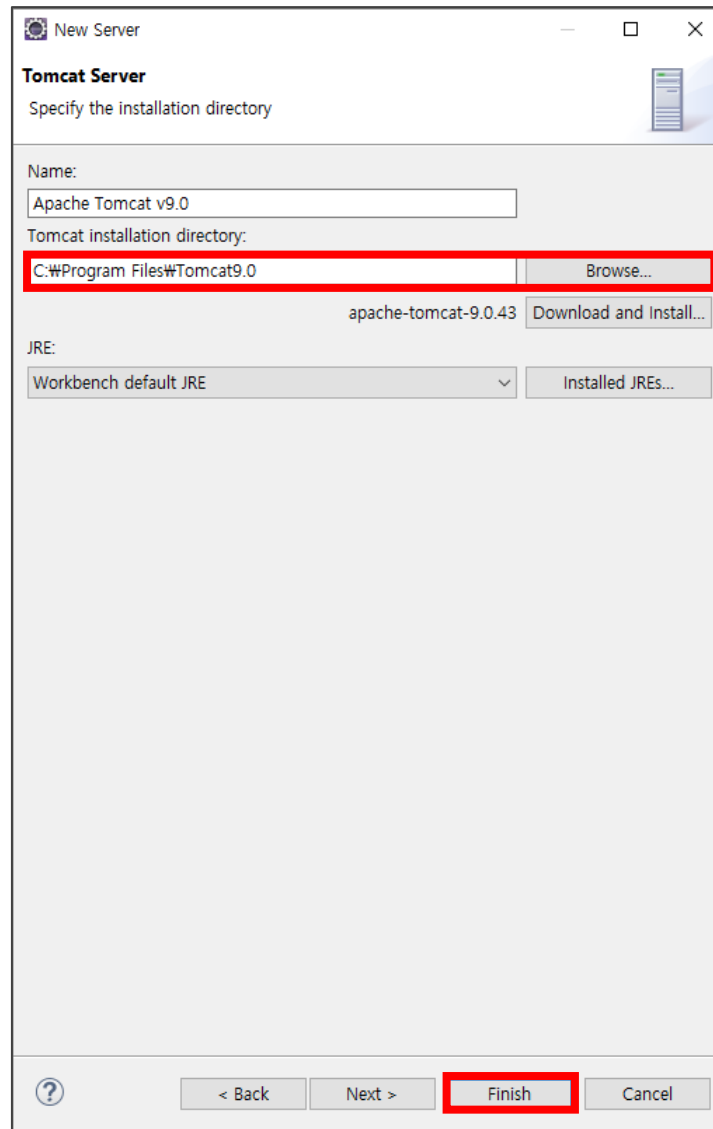 New Server
Tomcat Server
Specify the installation directory
Name:
Apache Tomcat v9.0
Tomcat installation directory:
C:₩Program Files₩Tomcat9.0
Browse...
apache-tomcat-9.0.43 Download and Install...
JRE:
Workbench default JRE
Installed JREs...
?
< Back
Next >
Finish
Cancel